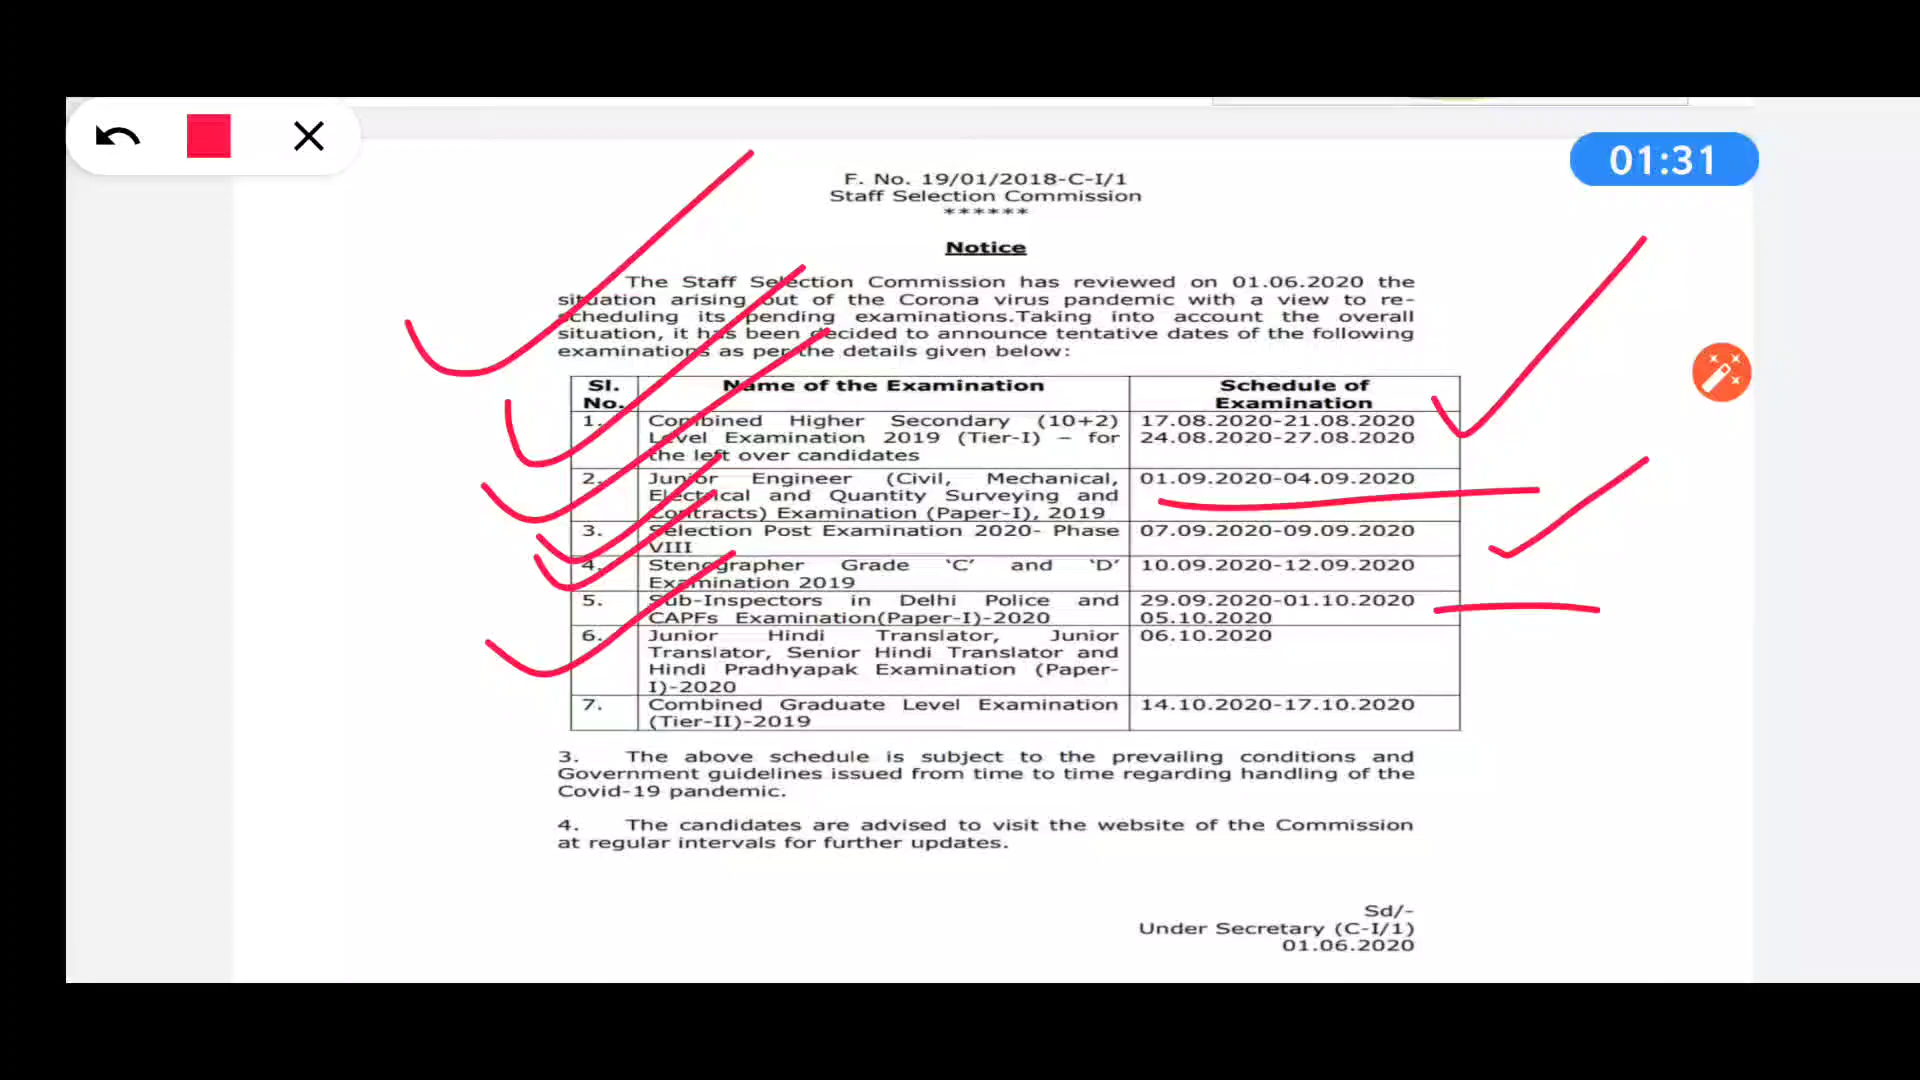 01:31
F. No. 19/01/2018-C-I/1
Staff Selection Commission
******
Notice
The Staff Selection Commission has reviewed on 01.06.2020 the
situation arising out of the Corona virus pandemic with a view to re-
scheduling its pending examinations.Taking into account the overall
situation, it has been decided to announce tentative dates of the following
examinations as per the details given below:
Sl. No. Name of the Examination Schedule of Examination
1. Combined Higher Secondary (10+2) 17.08.2020-21.08.2020
Level Examination 2019 (Tier-I) – for 24.08.2020-27.08.2020
the left over candidates
2. Junior Engineer (Civil, Mechanical, 01.09.2020-04.09.2020
Electrical and Quantity Surveying and
Contracts) Examination (Paper-I), 2019
3. Selection Post Examination 2020- Phase 07.09.2020-09.09.2020
VIII
4. Stenographer Grade ‘C’ and ‘D’ 10.09.2020-12.09.2020
Examination 2019
5. Sub-Inspectors in Delhi Police and 29.09.2020-01.10.2020
CAPFs Examination(Paper-I)-2020 05.10.2020
6. Junior Hindi Translator, Junior 06.10.2020
Translator, Senior Hindi Translator and
Hindi Pradhyapak Examination (Paper-
I)-2020
7. Combined Graduate Level Examination 14.10.2020-17.10.2020
(Tier-II)-2019
3. The above schedule is subject to the prevailing conditions and
Government guidelines issued from time to time regarding handling of the
Covid-19 pandemic.
4. The candidates are advised to visit the website of the Commission
at regular intervals for further updates.
Sd/-
Under Secretary (C-I/1)
01.06.2020